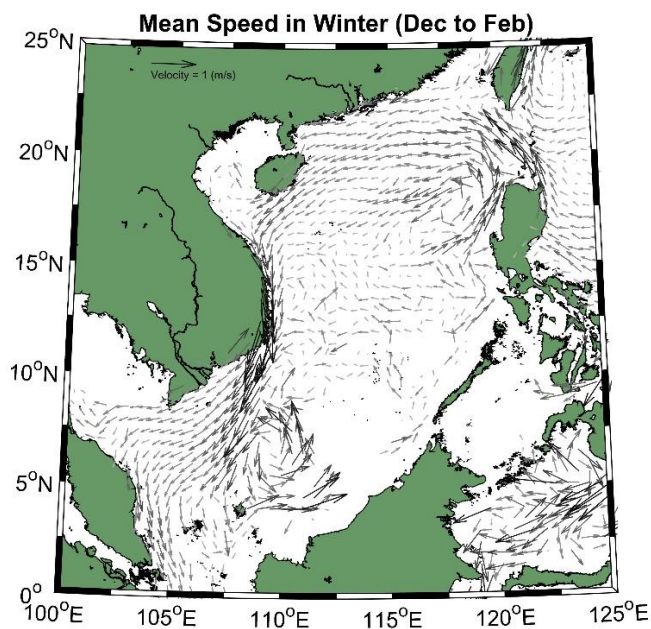 Mean Speed in Winter (Dec to Feb)
25°N
Velocity = 1 (m/s)
20°N
15°N
10°N
5°N
0°
100°E
105°E
110°E
115°E
120°E
125°E